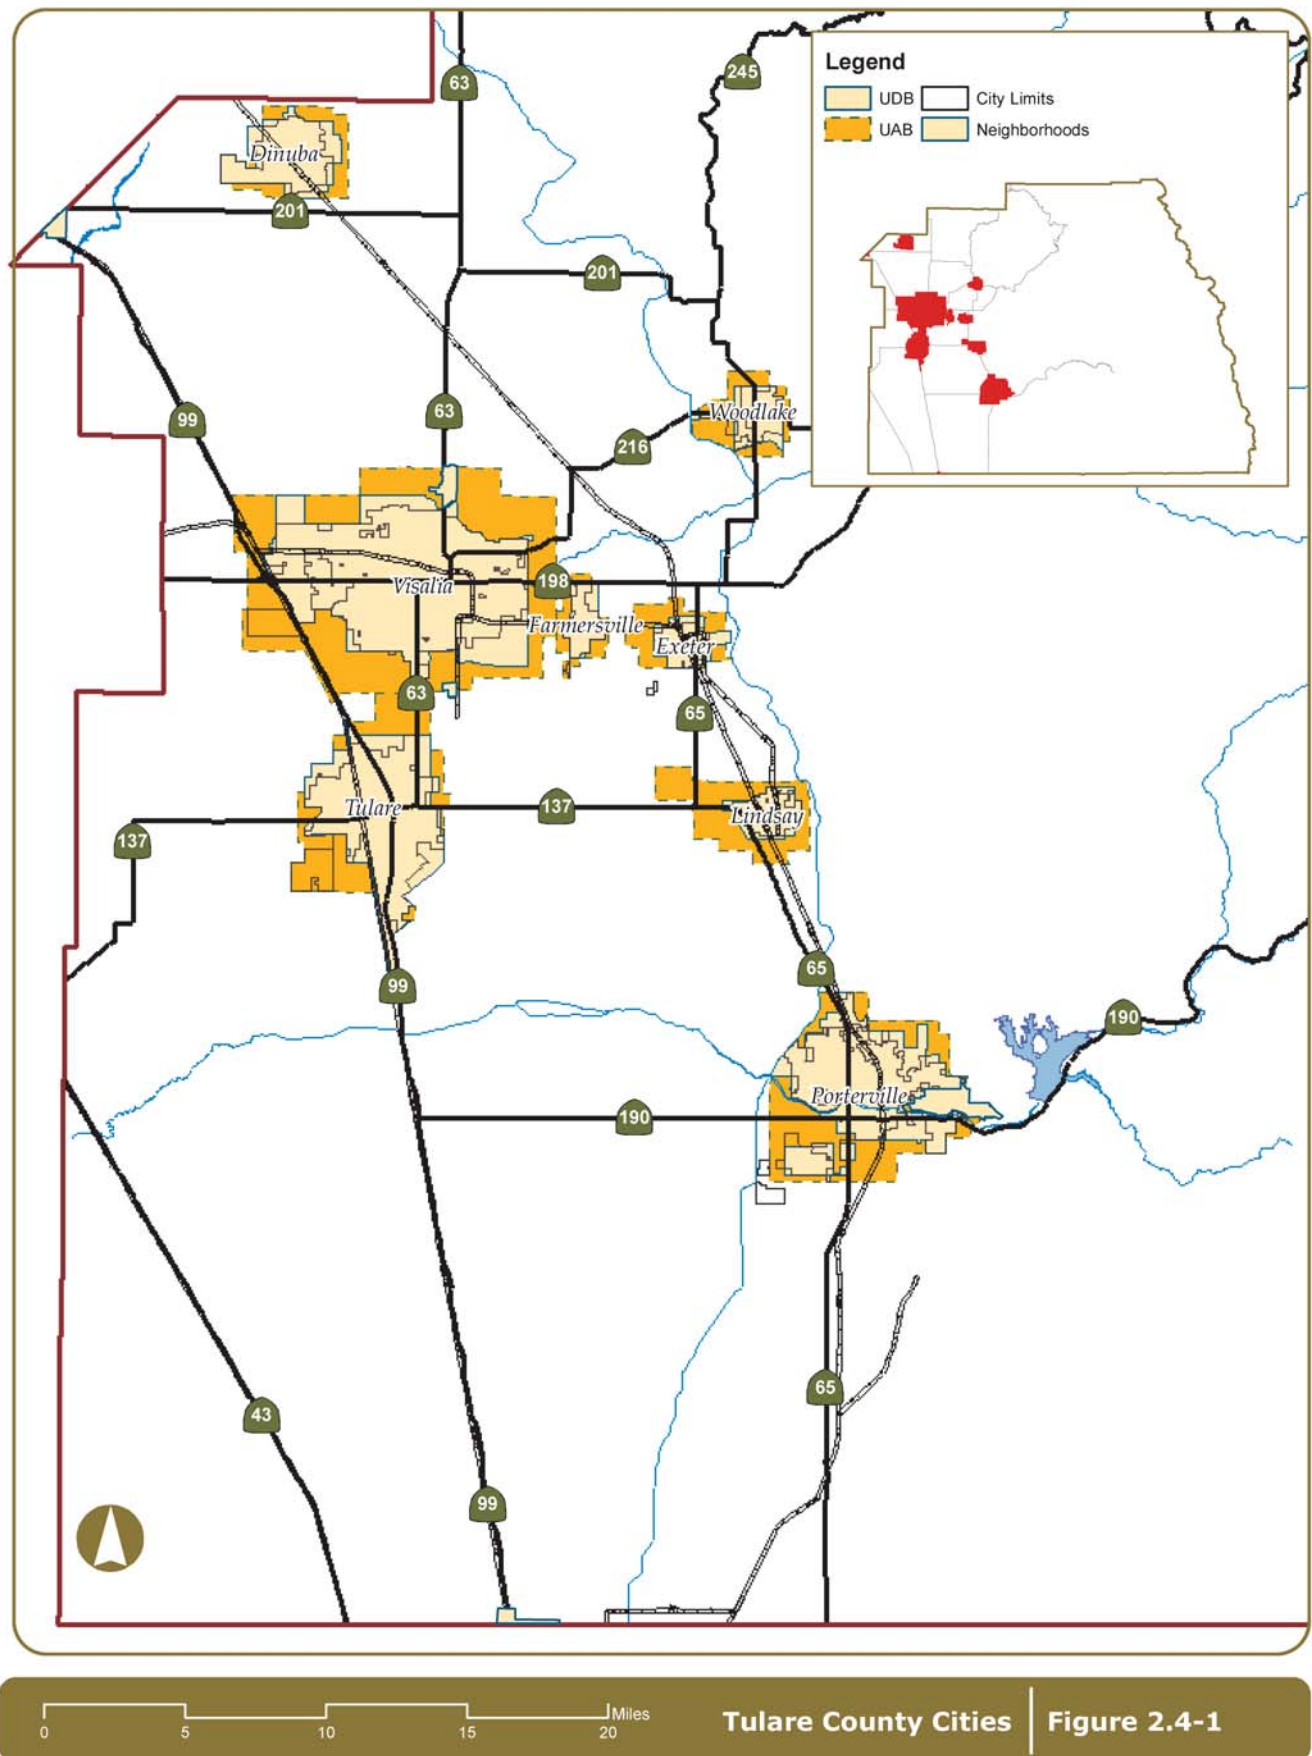 63
245
Legend
UDB
City Limits
UAB
Neighborhoods
Dinuba
201
201
99
63
216
Woodlake
Visalia
198
Farmersville
Exeter
63
65
Tulare
137
137
Lindsay
99
65
190
Porterville
190
65
43
99
0 5 10 15 20 Miles
Tulare County Cities
Figure 2.4-1